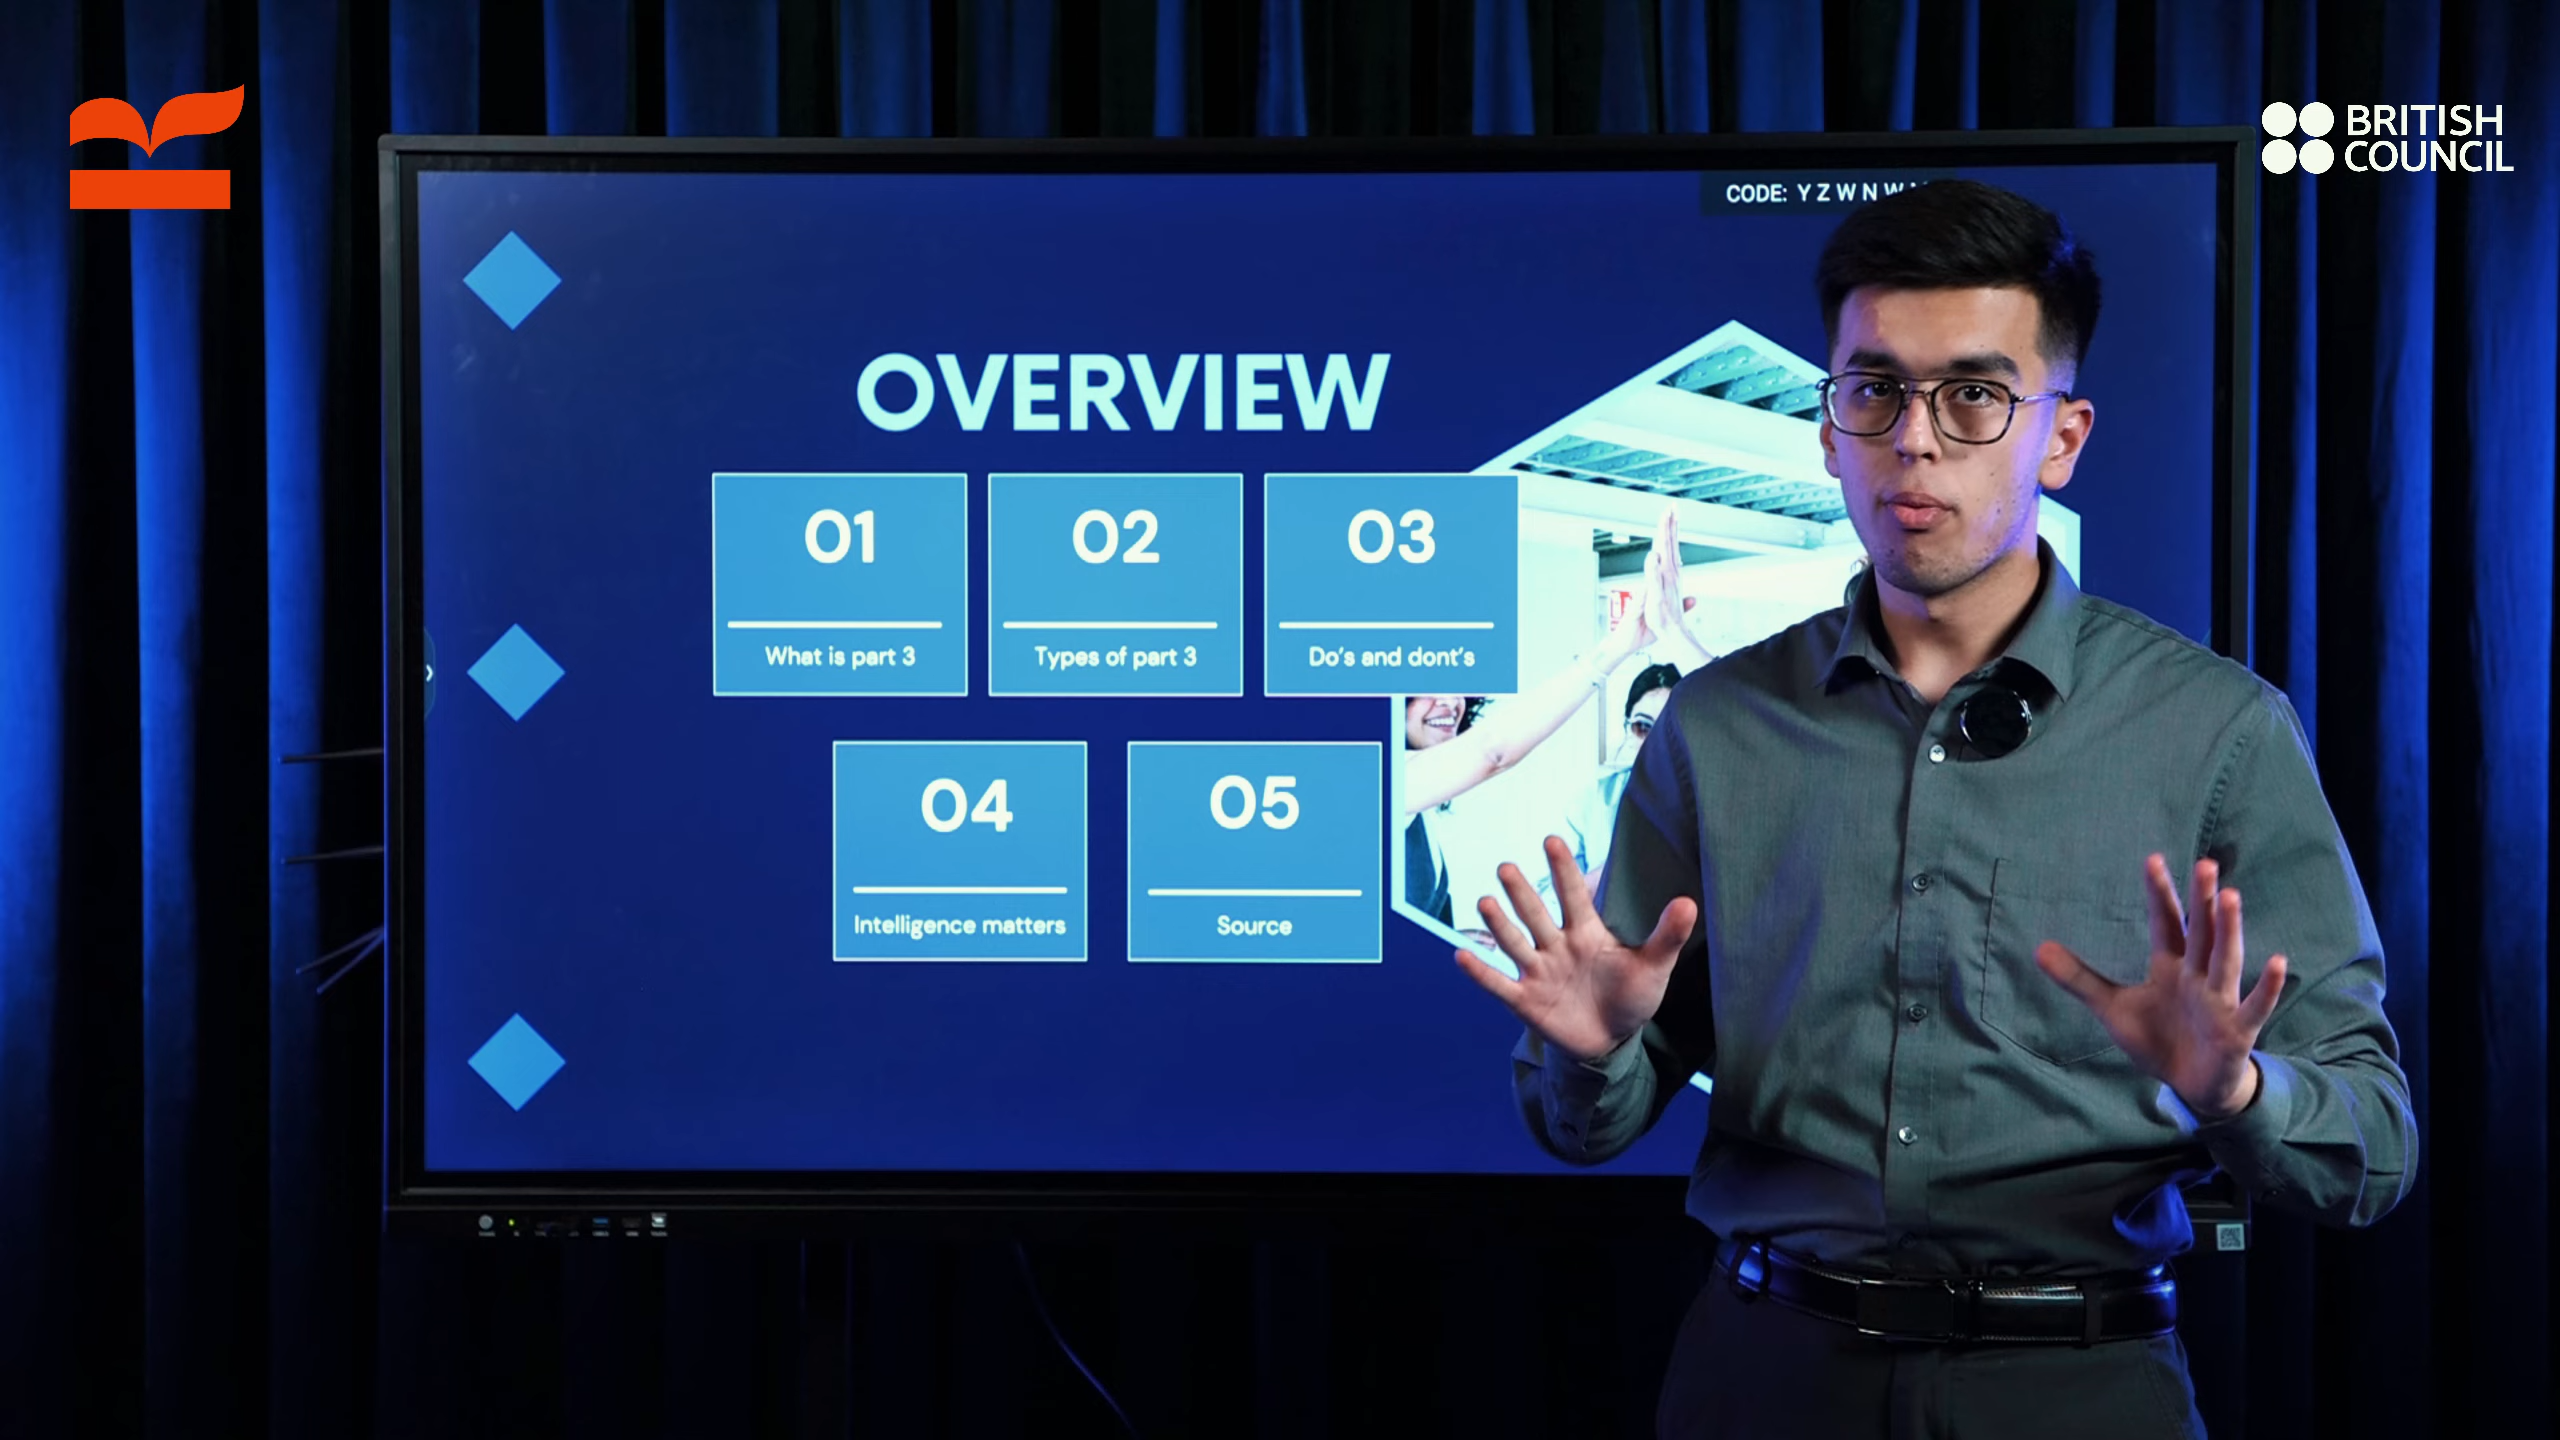 BRITISH
COUNCIL
CODE: Y Z W N W
OVERVIEW
01
What is part 3
02
Types of part 3
03
Do's and dont's
04
Intelligence matters
05
Source